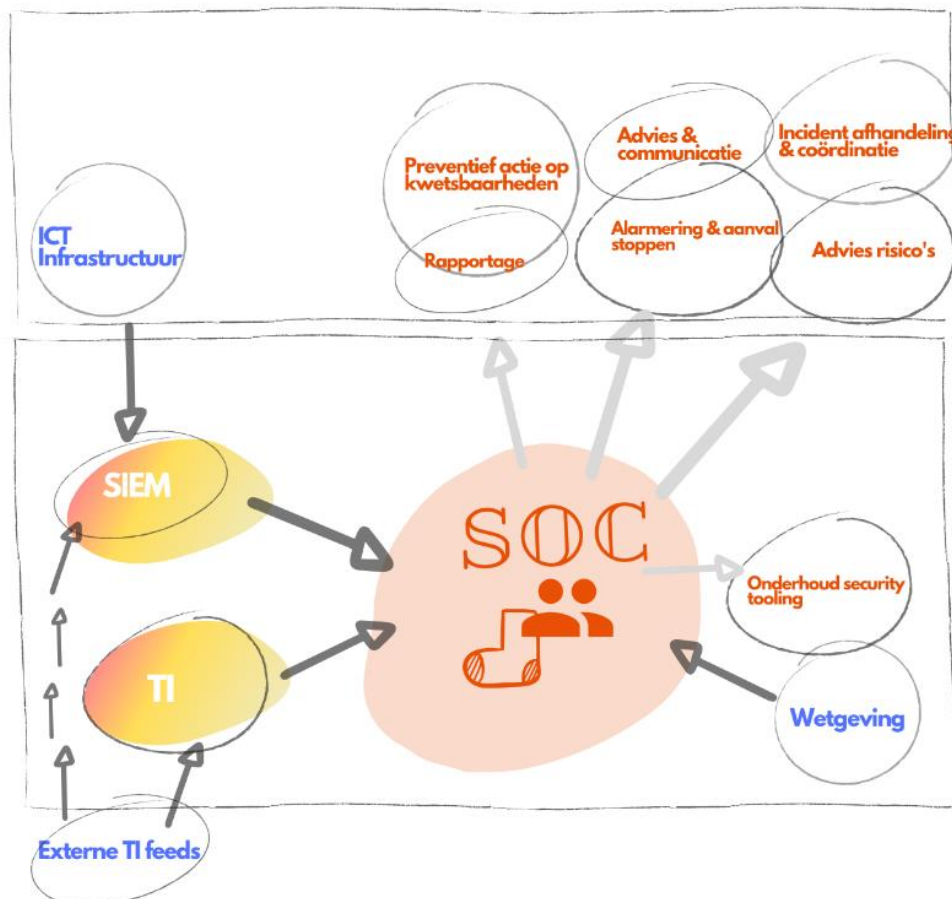 Preventief actie op
kwetsbaarheden
Rapportage
Advies &
communicatie
Alarmering & aanval
stoppen
Incident afhandeling
& coördinatie
Advies risico's
ICT
Infrastructuur
SIEM
TI
Externe TI feeds
SOC
Onderhoud security
tooling
Wetgeving